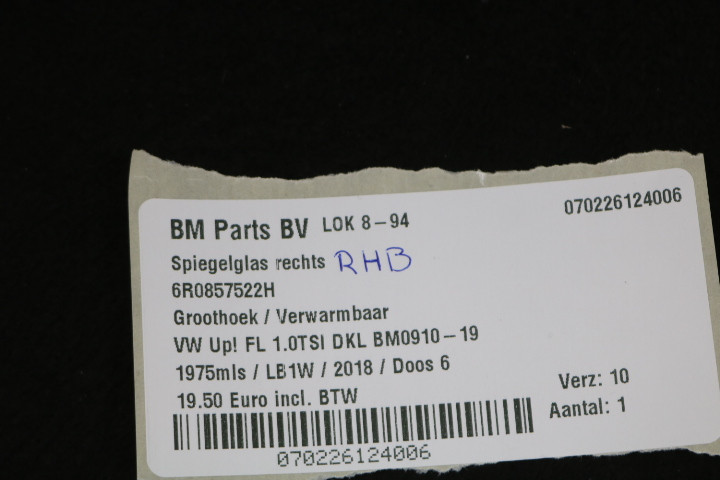 BM Parts BV LOK 8-94 070226124006
Spiegelglas rechts RHB
6R0857522H
Groothoek / Verwarmbaar
VW Up! FL 1.0TSI DKL BM0910-19
1975mls / LB1W / 2018 / Doos 6
19.50 Euro incl. BTW Verz: 10
Aantal: 1
070226124006